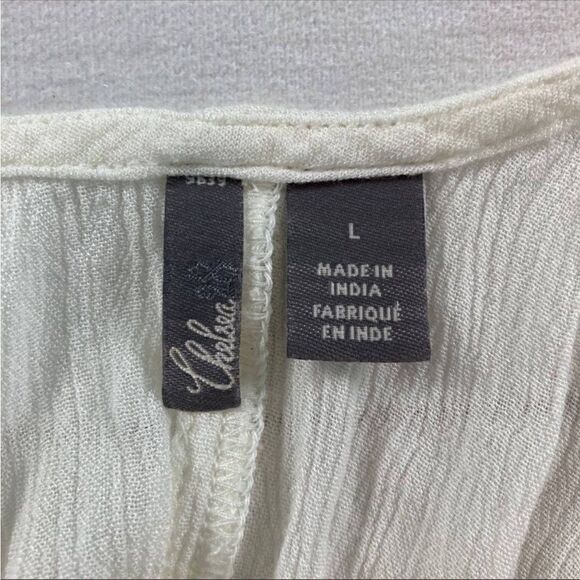 Chelsea
L
MADE IN
INDIA
FABRIQUÉ
EN INDE